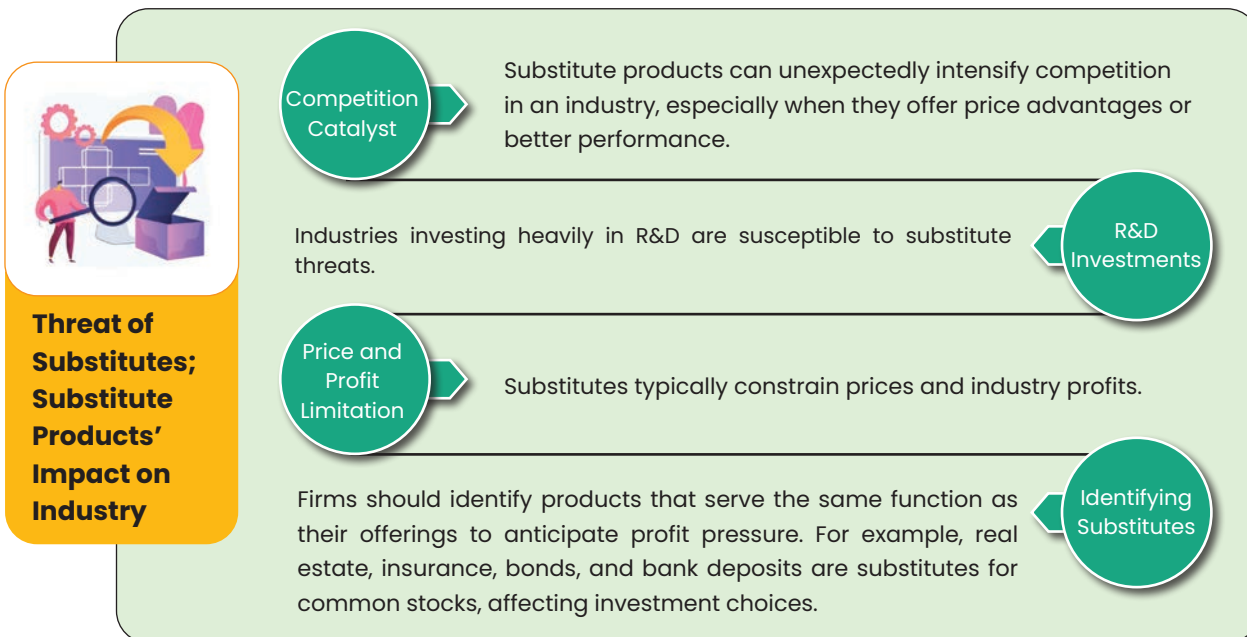 Threat of
Substitutes;
Substitute
Products’
Impact on
Industry
Competition
Catalyst
Substitute products can unexpectedly intensify competition
in an industry, especially when they offer price advantages or
better performance.
R&D
Investments
Industries investing heavily in R&D are susceptible to substitute
threats.
Price and
Profit
Limitation
Substitutes typically constrain prices and industry profits.
Identifying
Substitutes
Firms should identify products that serve the same function as
their offerings to anticipate profit pressure. For example, real
estate, insurance, bonds, and bank deposits are substitutes for
common stocks, affecting investment choices.